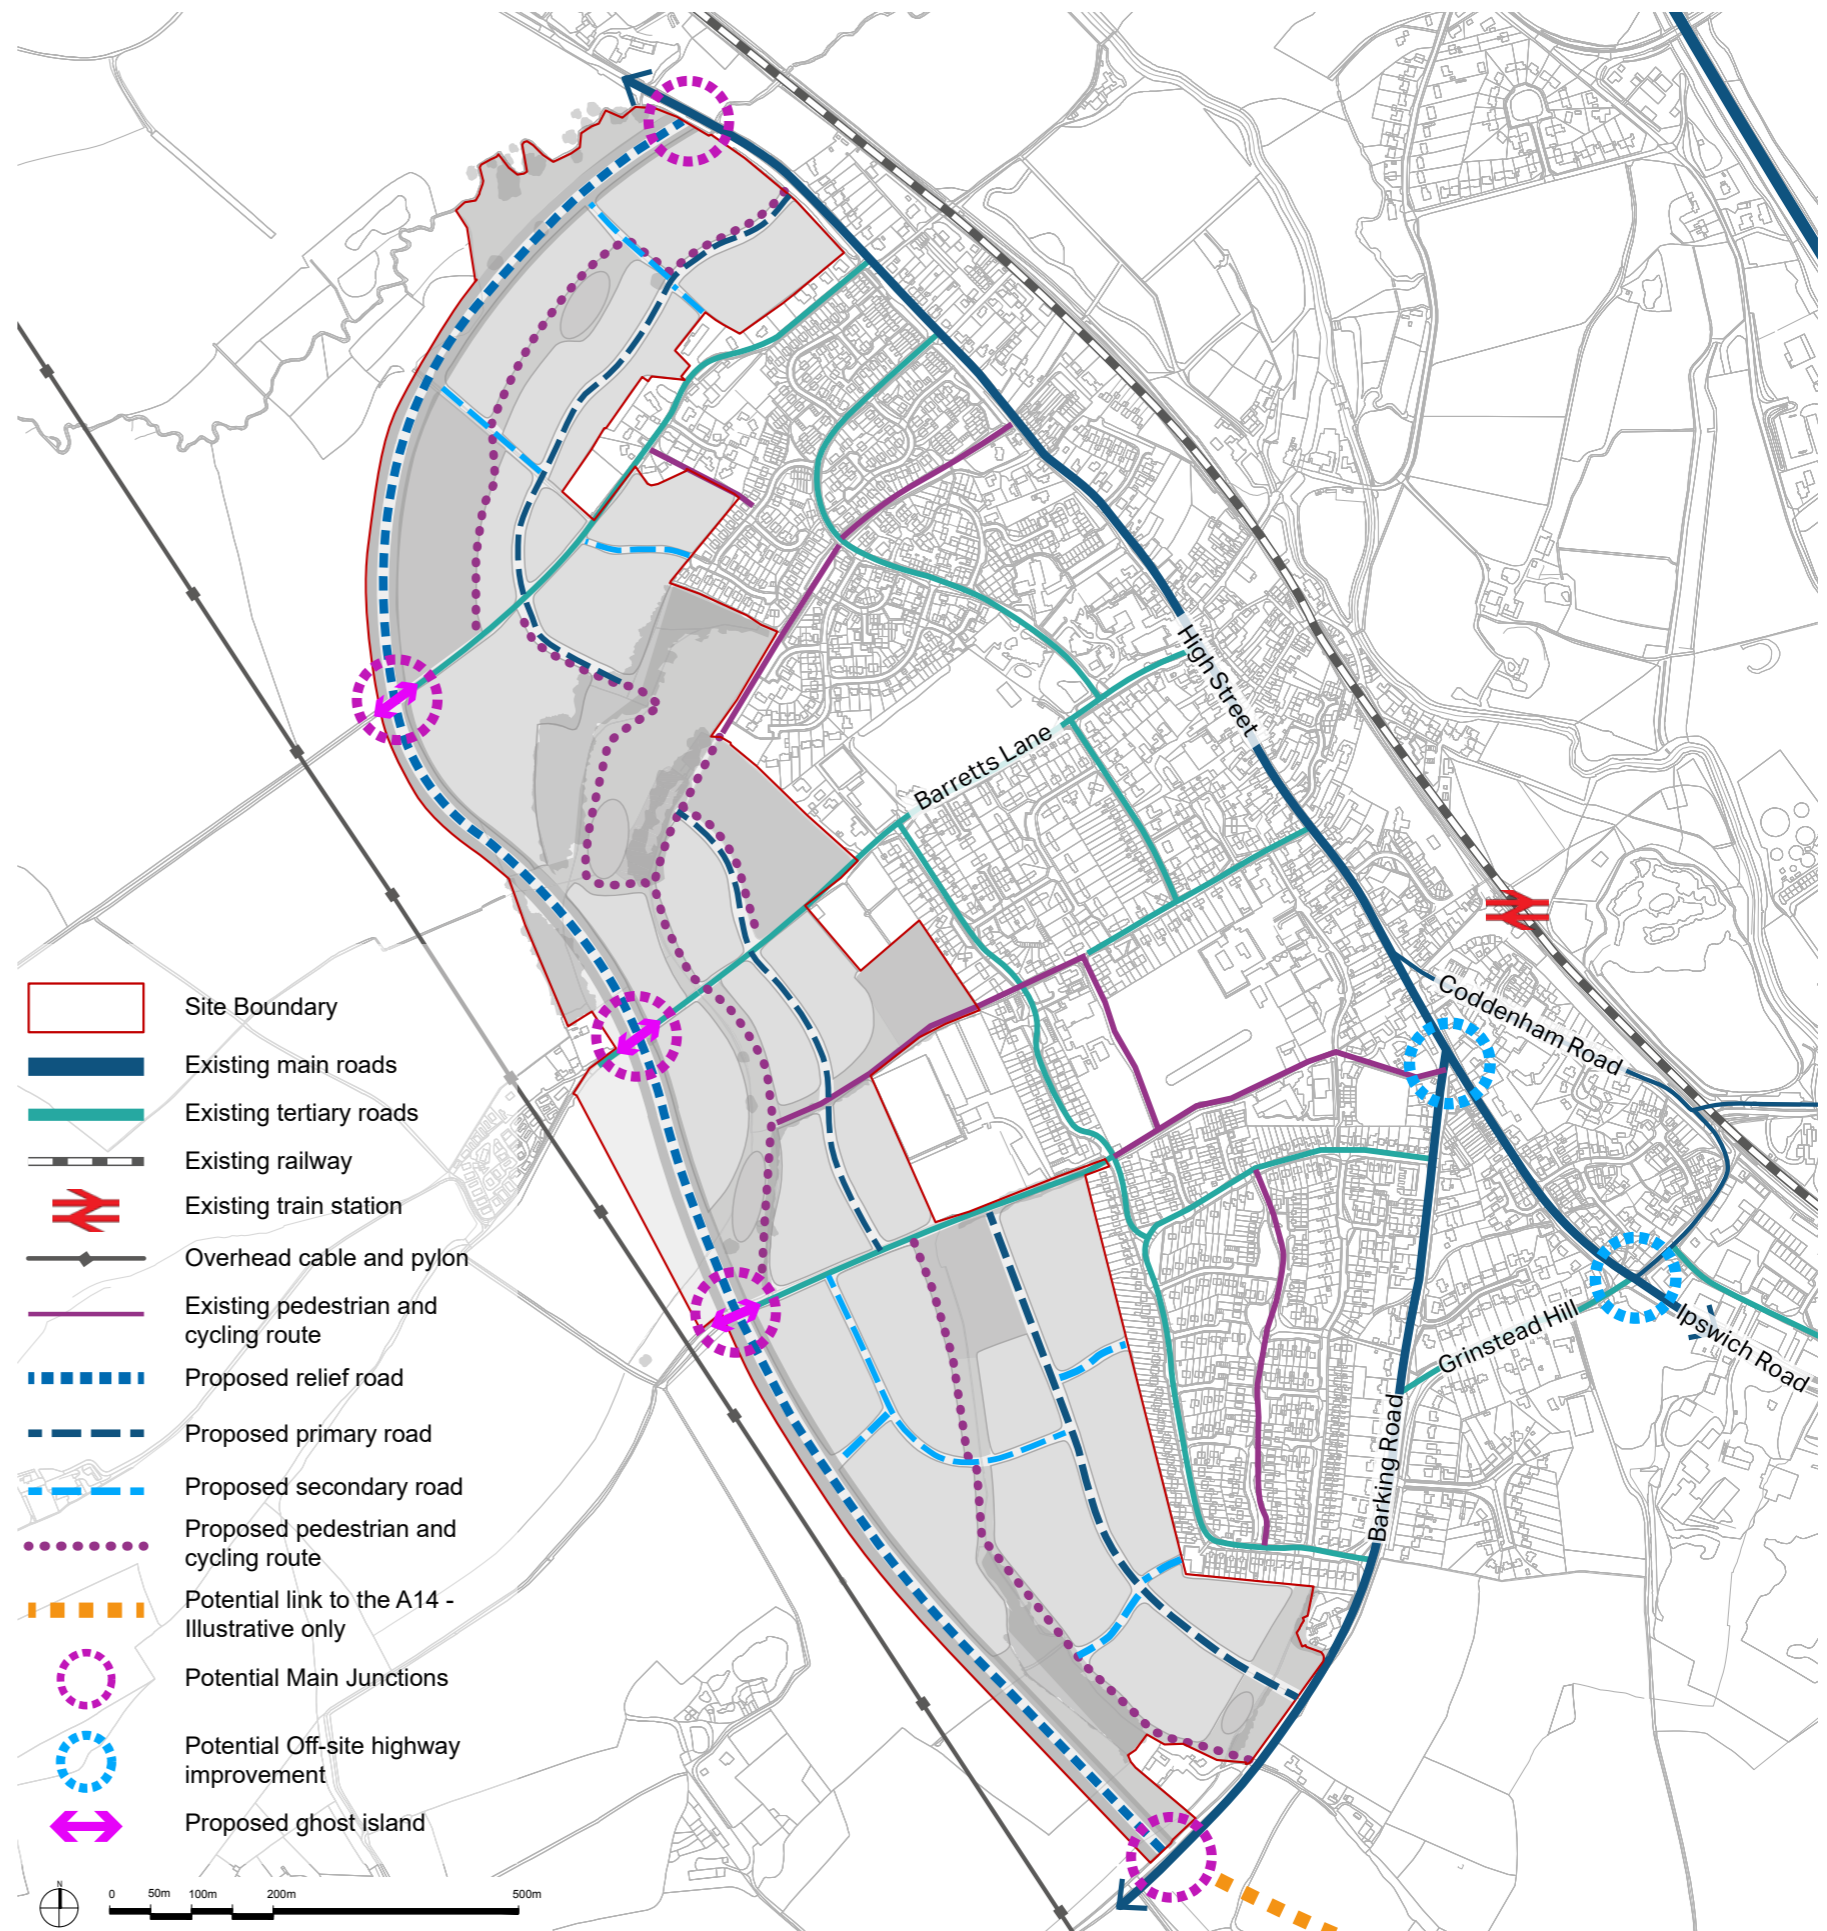 High Street
Barretts Lane
Coddenham Road
Grinstead Hill
Ipswich Road
Barking Road
Site Boundary
Existing main roads
Existing tertiary roads
Existing railway
Existing train station
Overhead cable and pylon
Existing pedestrian and
cycling route
Proposed relief road
Proposed primary road
Proposed secondary road
Proposed pedestrian and
cycling route
Potential link to the A14 -
Illustrative only
Potential Main Junctions
Potential Off-site highway
improvement
Proposed ghost island
N
0 50m 100m 200m 500m